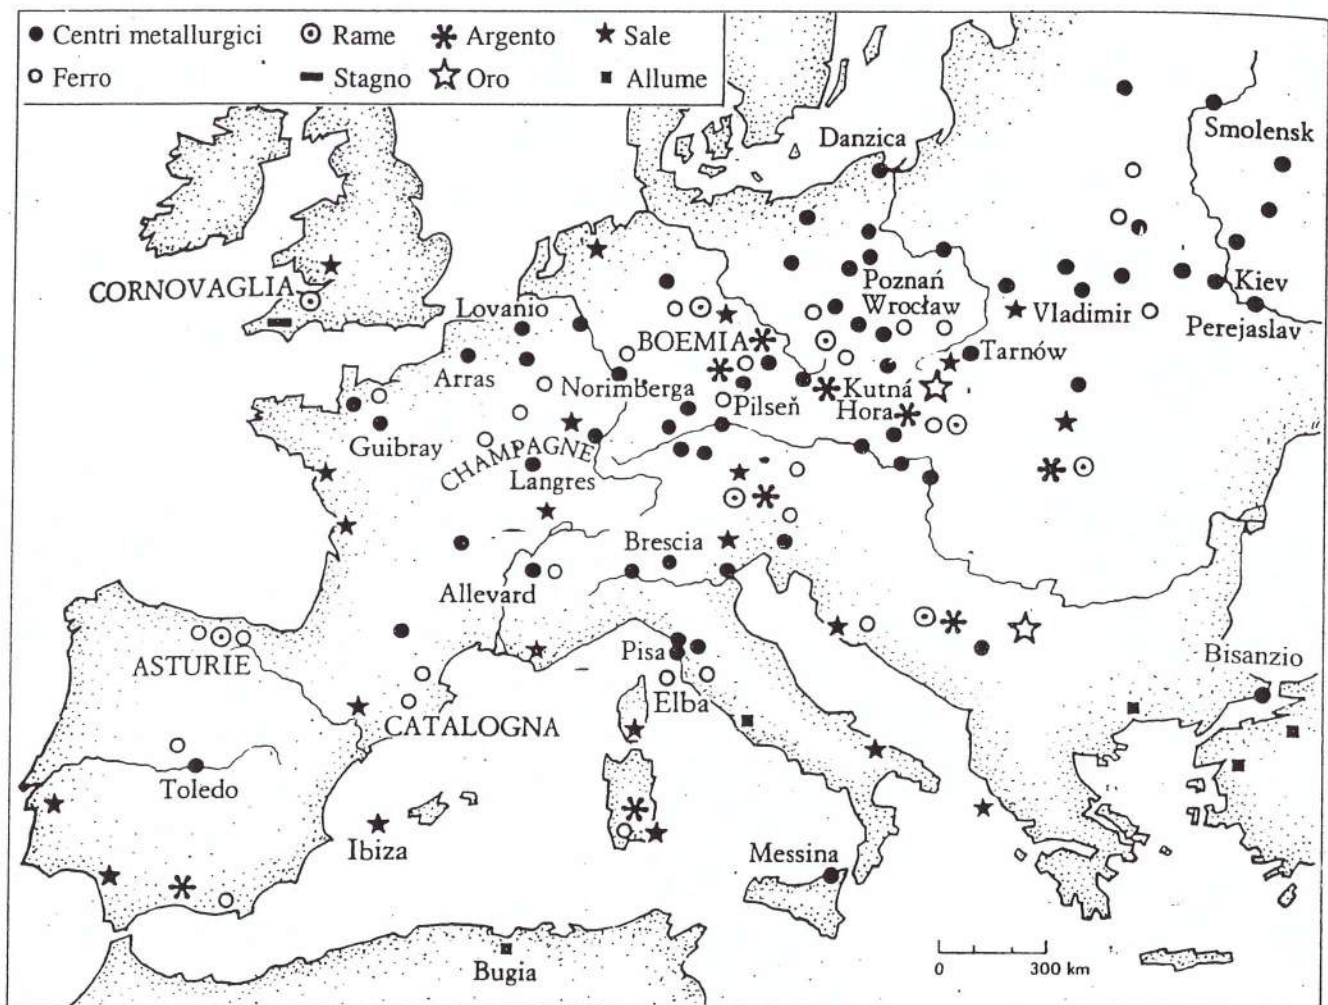 Centri metallurgici
Rame
Argento
Sale
Ferro
Stagno
Oro
Allume
Smolensk
Danzica
CORNOVAGLIA
Lovanio
Poznań
Kiev
Wrocław
Vladimir
Perejaslav
BOEMIA
Tarnów
Arras
Norimberga
Pilseň
Kutná
Hora
Guibray
CHAMPAGNE
Langres
Brescia
Allevard
Pisa
ASTURIE
Bisanzio
Elba
CATALOGNA
Toledo
Ibiza
Messina
Bugia
0 300 km